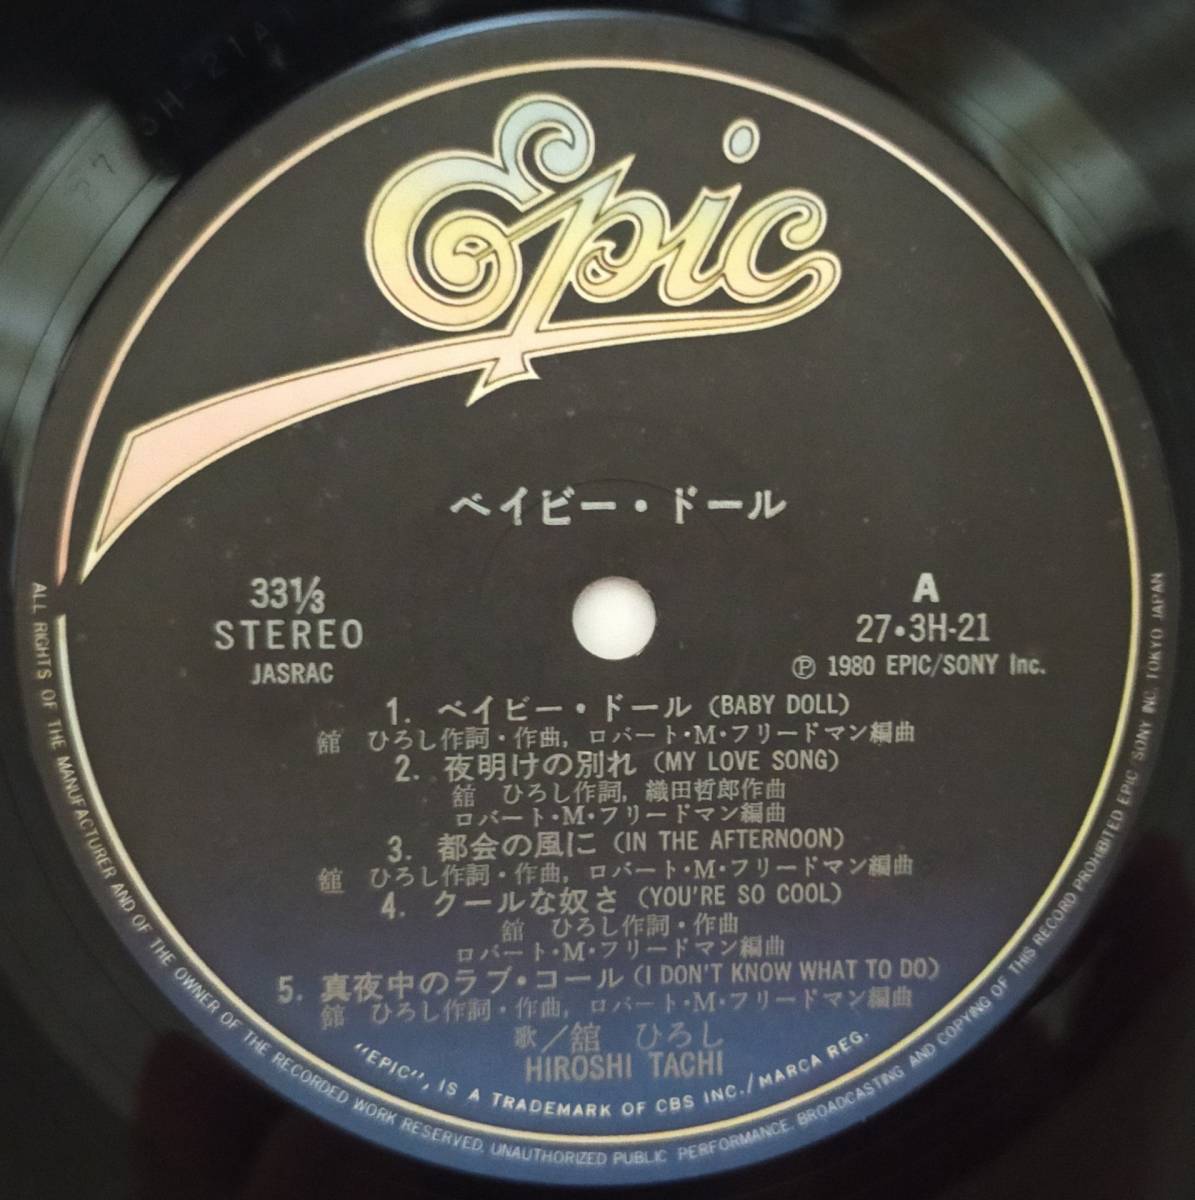 Epic
ベイビー・ドール
33⅓
STEREO
JASRAC
A
27・3H-21
Ⓟ 1980 EPIC/SONY Inc.
1. ベイビー・ドール (BABY DOLL)
舘 ひろし作詞・作曲, ロバート・M・フリードマン編曲
2. 夜明けの別れ (MY LOVE SONG)
舘 ひろし作詞, 織田哲郎作曲
ロバート・M・フリードマン編曲
3. 都会の風に (IN THE AFTERNOON)
舘 ひろし作詞・作曲, ロバート・M・フリードマン編曲
4. クールな奴さ (YOU'RE SO COOL)
舘 ひろし作詞・作曲
ロバート・M・フリードマン編曲
5. 真夜中のラブ・コール (I DON'T KNOW WHAT TO DO)
舘 ひろし作詞・作曲, ロバート・M・フリードマン編曲
歌／舘 ひろし
HIROSHI TACHI
"EPIC", IS A TRADEMARK OF CBS INC./MARCA REG.
ALL RIGHTS OF THE MANUFACTURER AND OF THE OWNER OF THE RECORDED WORK RESERVED. UNAUTHORIZED PUBLIC PERFORMANCE, BROADCASTING AND COPYING OF THIS RECORD PROHIBITED EPIC/SONY INC. TOKYO JAPAN